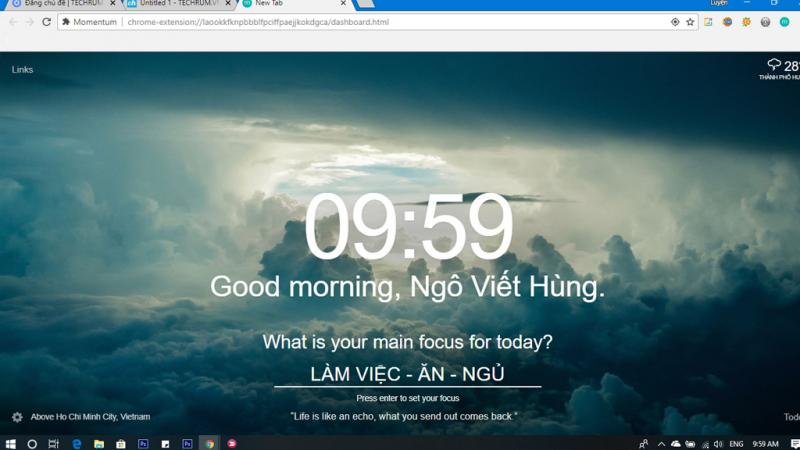 Đăng chủ đề | TECHRUM
Untitled 1 - TECHRUM.V
New Tab
Luyện
Momentum
chrome-extension://laookkfknpbbblfpciffpaejjkokdgca/dashboard.html
Links
28°
THÀNH PHỐ HU
09:59
Good morning, Ngô Viết Hùng.
What is your main focus for today?
LÀM VIỆC - ĂN - NGỦ
Press enter to set your focus
Above Ho Chi Minh City, Vietnam
"Life is like an echo, what you send out comes back."
Todo
ENG
9:59 AM